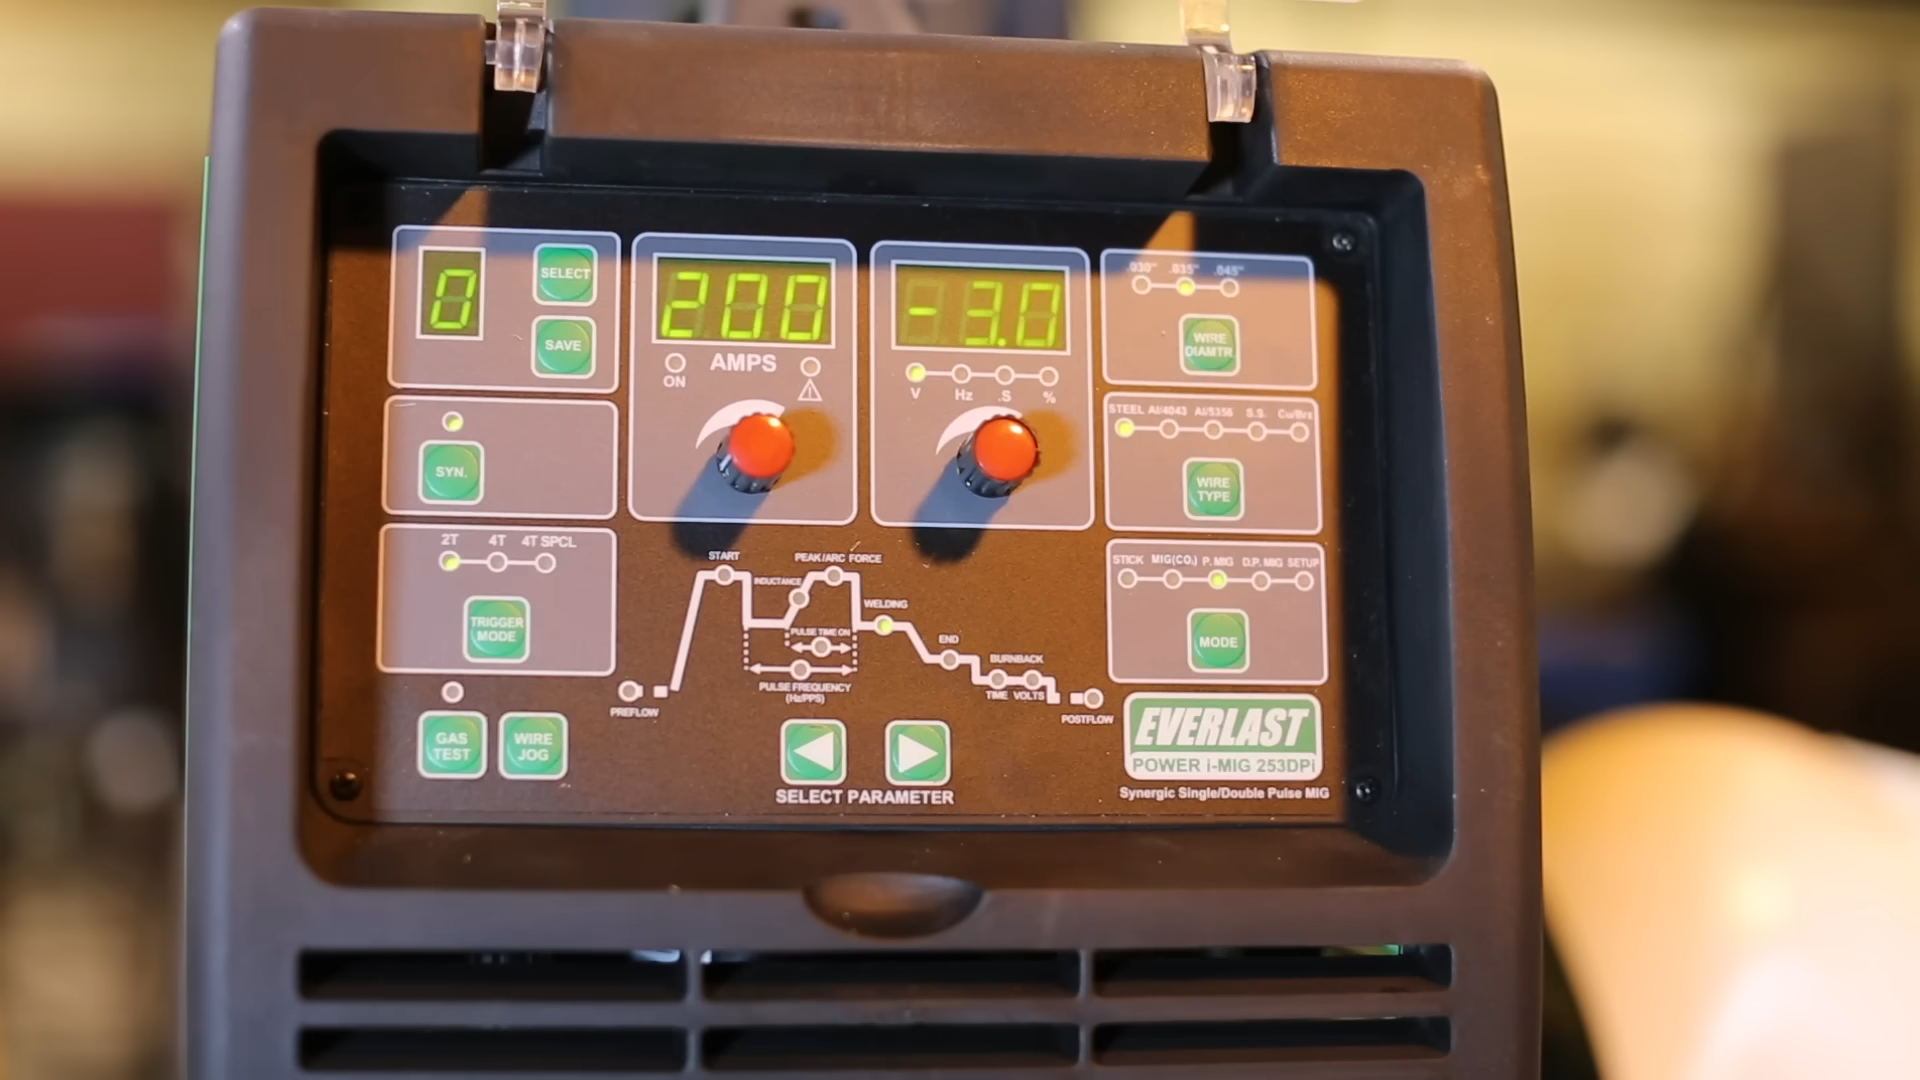 0
SELECT
SAVE
200
AMPS
ON
-3.0
V Hz .S %
.030" .035" .045"
WIRE
DIAMTR.
SYN.
STEEL Al/4043 Al/5356 S.S. Cu/Brz
WIRE
TYPE
2T 4T 4T SPCL
TRIGGER
MODE
STICK MIG(CO₂) P. MIG D.P. MIG SETUP
MODE
START
PEAK/ARC FORCE
INDUCTANCE
WELDING
PULSE TIME ON
END
BURNBACK
TIME VOLTS
PULSE FREQUENCY
(Hz/PPS)
PREFLOW
POSTFLOW
GAS
TEST
WIRE
JOG
SELECT PARAMETER
EVERLAST
POWER i-MIG 253DPi
Synergic Single/Double Pulse MIG